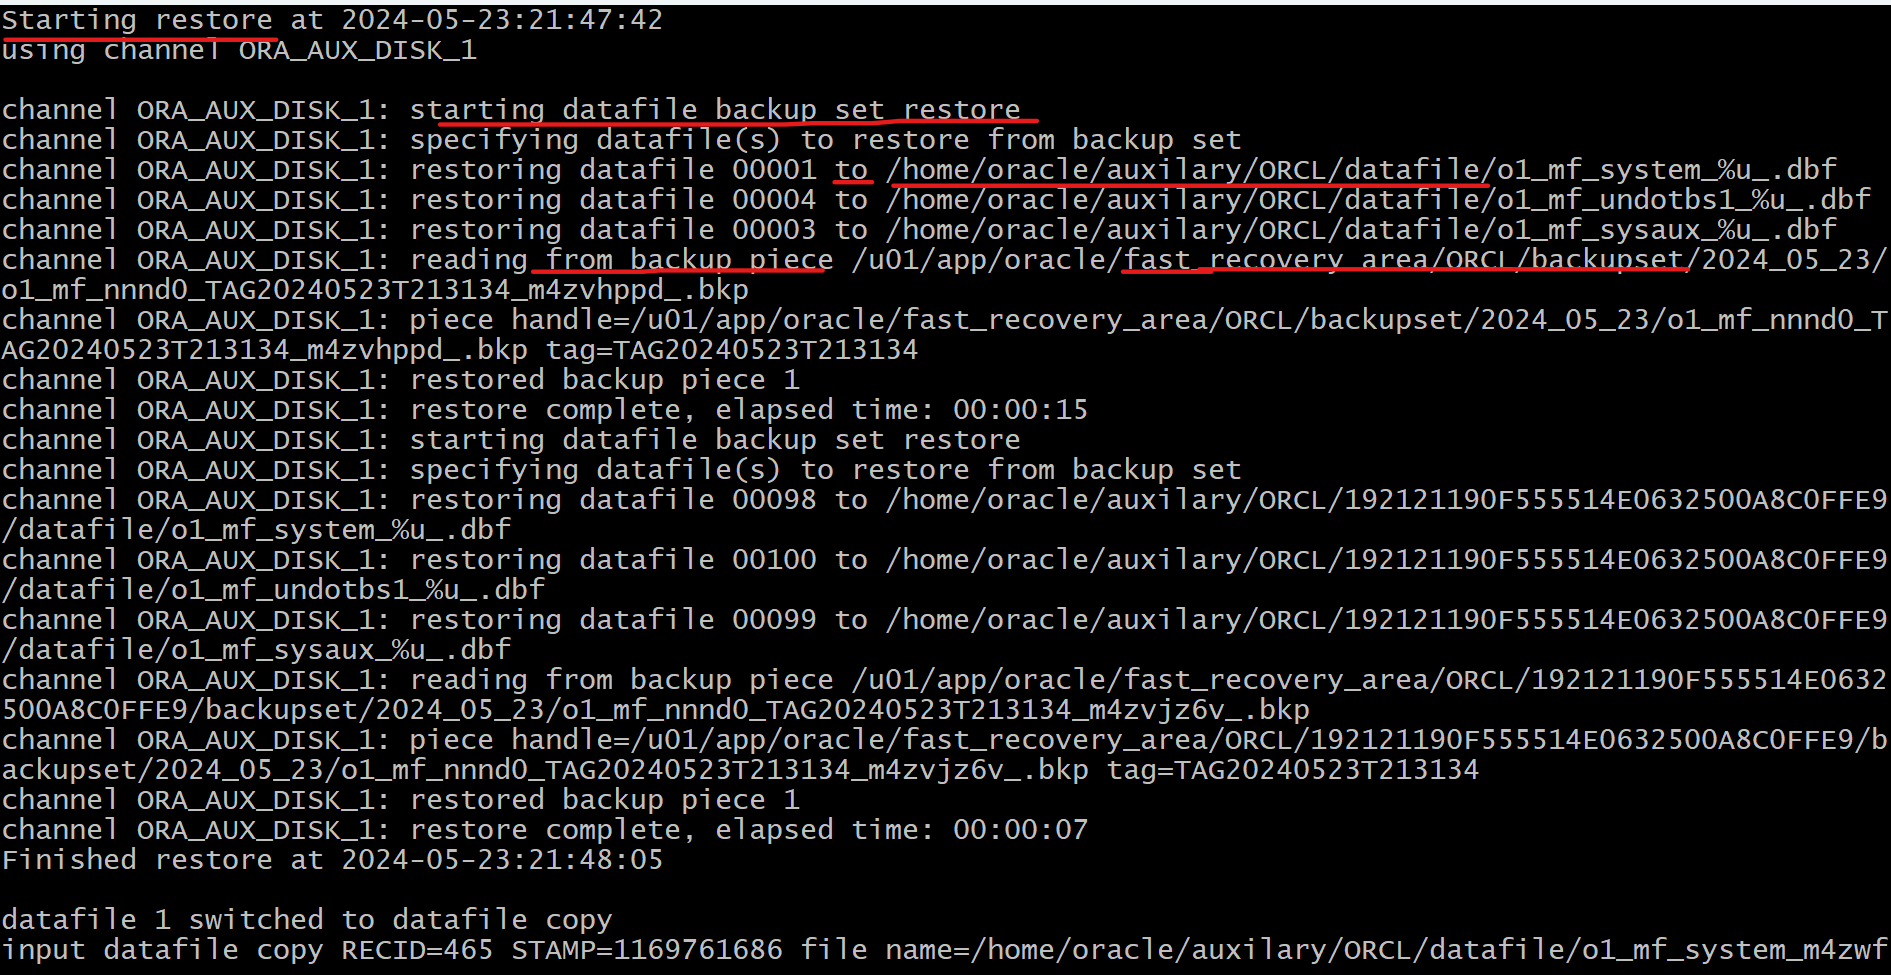 Starting restore at 2024-05-23:21:47:42
using channel ORA_AUX_DISK_1
channel ORA_AUX_DISK_1: starting datafile backup set restore
channel ORA_AUX_DISK_1: specifying datafile(s) to restore from backup set
channel ORA_AUX_DISK_1: restoring datafile 00001 to /home/oracle/auxilary/ORCL/datafile/o1_mf_system_%u_.dbf
channel ORA_AUX_DISK_1: restoring datafile 00004 to /home/oracle/auxilary/ORCL/datafile/o1_mf_undotbs1_%u_.dbf
channel ORA_AUX_DISK_1: restoring datafile 00003 to /home/oracle/auxilary/ORCL/datafile/o1_mf_sysaux_%u_.dbf
channel ORA_AUX_DISK_1: reading from backup piece /u01/app/oracle/fast_recovery_area/ORCL/backupset/2024_05_23/
o1_mf_nnnd0_TAG20240523T213134_m4zvhppd_.bkp
channel ORA_AUX_DISK_1: piece handle=/u01/app/oracle/fast_recovery_area/ORCL/backupset/2024_05_23/o1_mf_nnnd0_T
AG20240523T213134_m4zvhppd_.bkp tag=TAG20240523T213134
channel ORA_AUX_DISK_1: restored backup piece 1
channel ORA_AUX_DISK_1: restore complete, elapsed time: 00:00:15
channel ORA_AUX_DISK_1: starting datafile backup set restore
channel ORA_AUX_DISK_1: specifying datafile(s) to restore from backup set
channel ORA_AUX_DISK_1: restoring datafile 00098 to /home/oracle/auxilary/ORCL/192121190F555514E0632500A8C0FFE9
/datafile/o1_mf_system_%u_.dbf
channel ORA_AUX_DISK_1: restoring datafile 00100 to /home/oracle/auxilary/ORCL/192121190F555514E0632500A8C0FFE9
/datafile/o1_mf_undotbs1_%u_.dbf
channel ORA_AUX_DISK_1: restoring datafile 00099 to /home/oracle/auxilary/ORCL/192121190F555514E0632500A8C0FFE9
/datafile/o1_mf_sysaux_%u_.dbf
channel ORA_AUX_DISK_1: reading from backup piece /u01/app/oracle/fast_recovery_area/ORCL/192121190F555514E0632
500A8C0FFE9/backupset/2024_05_23/o1_mf_nnnd0_TAG20240523T213134_m4zvjz6v_.bkp
channel ORA_AUX_DISK_1: piece handle=/u01/app/oracle/fast_recovery_area/ORCL/192121190F555514E0632500A8C0FFE9/b
ackupset/2024_05_23/o1_mf_nnnd0_TAG20240523T213134_m4zvjz6v_.bkp tag=TAG20240523T213134
channel ORA_AUX_DISK_1: restored backup piece 1
channel ORA_AUX_DISK_1: restore complete, elapsed time: 00:00:07
Finished restore at 2024-05-23:21:48:05
datafile 1 switched to datafile copy
input datafile copy RECID=465 STAMP=1169761686 file name=/home/oracle/auxilary/ORCL/datafile/o1_mf_system_m4zwf